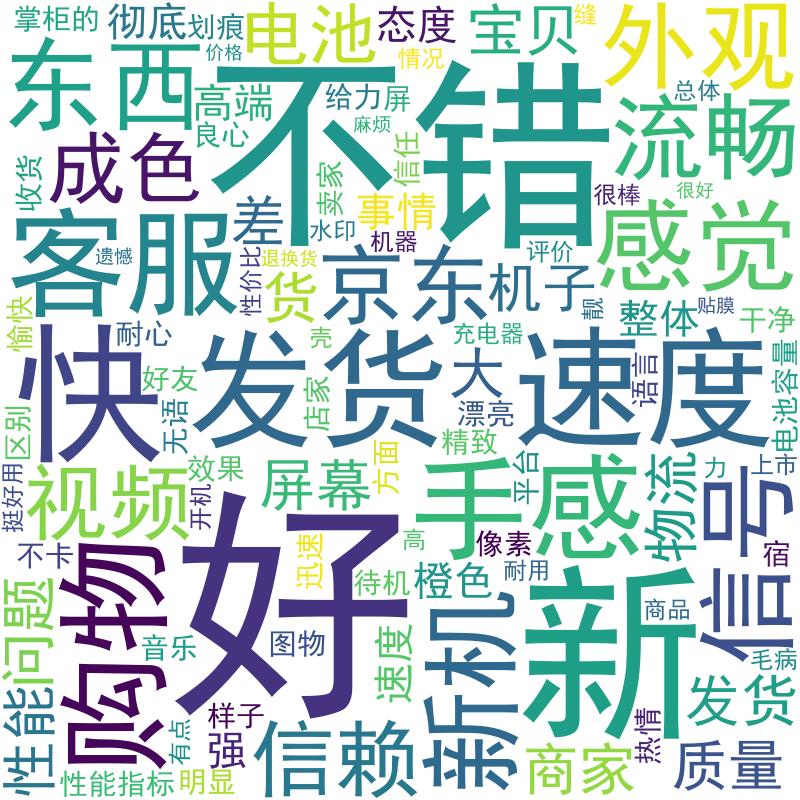 掌柜的
彻底
划痕
电池
态度
宝贝
缝
外观
价格
情况
东西
不错
高端
给力
屏
总体
流畅
良心
麻烦
成色
收货
卖家
信任
事情
很棒
很好
客服
差
水印
机器
感觉
遗憾
性价比
退换货
评价
货
京东
机子
靓
贴膜
愉快
耐心
壳
充电器
整体
干净
快
发货
大
速度
语言
电池容量
好友
漂亮
区别
无语
店家
精致
挺好用
视频
效果
屏幕
方面
手感
平台
物流
力
上市
信号
开机
不卡
好
迅速
高
像素
宿
问题
购物
待机
橙色
耐用
新
音乐
图物
新机
商品
毛病
速度
性能
样子
有点
强
信赖
发货
热情
商家
质量
性能指标
明显